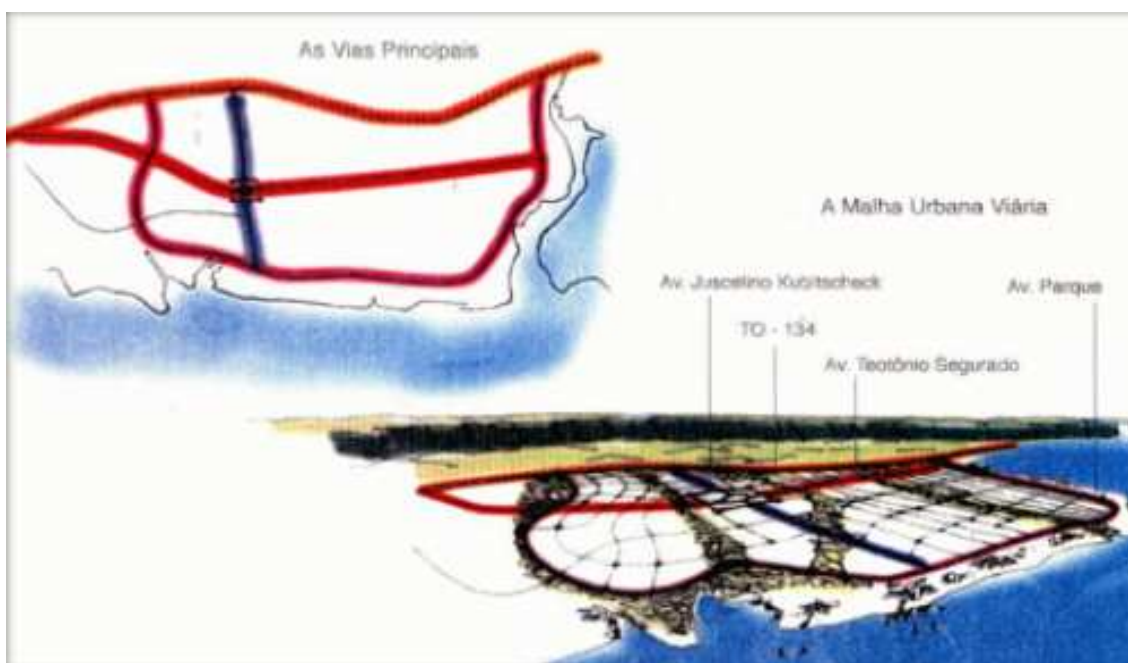 As Vias Principais
A Malha Urbana Viária
Av. Juscelino Kubitscheck
Av. Parque
TO - 134
Av. Teotônio Segurado